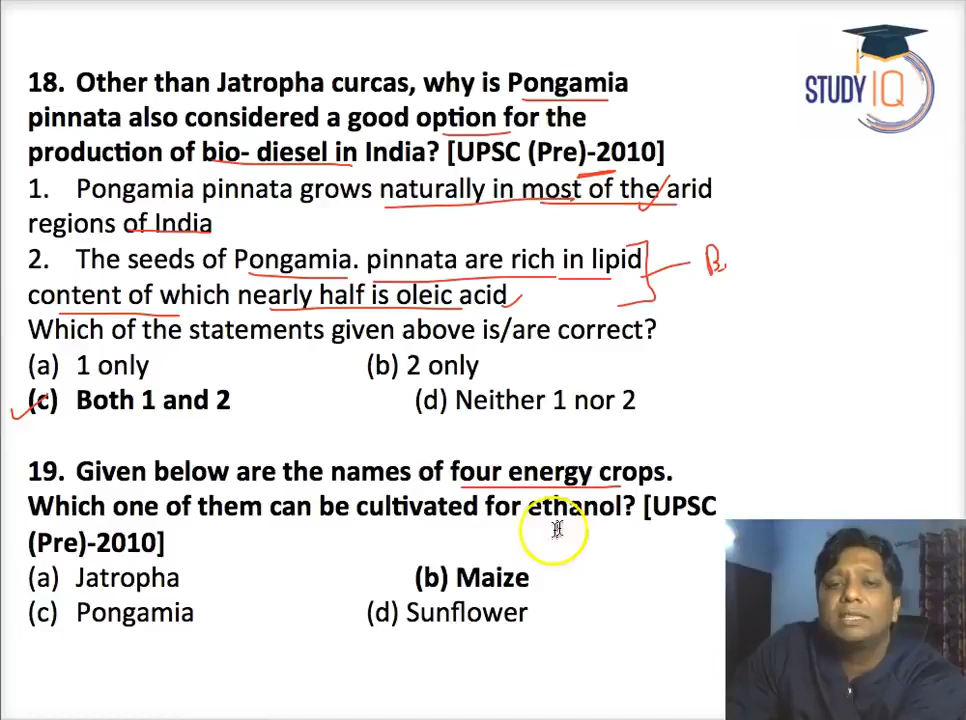 STUDY IQ
18. Other than Jatropha curcas, why is Pongamia
pinnata also considered a good option for the
production of bio- diesel in India? [UPSC (Pre)-2010]
1. Pongamia pinnata grows naturally in most of the arid
regions of India
2. The seeds of Pongamia. pinnata are rich in lipid
content of which nearly half is oleic acid
Which of the statements given above is/are correct?
(a) 1 only (b) 2 only
(c) Both 1 and 2 (d) Neither 1 nor 2
19. Given below are the names of four energy crops.
Which one of them can be cultivated for ethanol? [UPSC
(Pre)-2010]
(a) Jatropha (b) Maize
(c) Pongamia (d) Sunflower